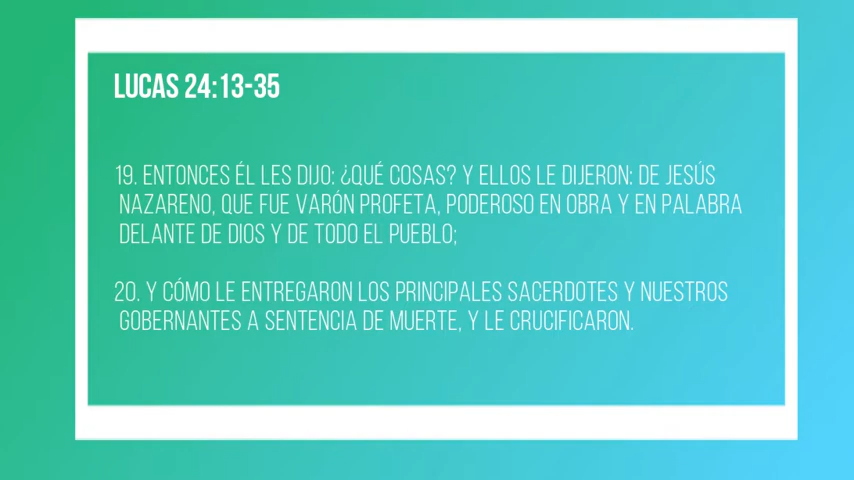 LUCAS 24:13-35
19. ENTONCES ÉL LES DIJO: ¿QUÉ COSAS? Y ELLOS LE DIJERON: DE JESÚS
NAZARENO, QUE FUE VARÓN PROFETA, PODEROSO EN OBRA Y EN PALABRA
DELANTE DE DIOS Y DE TODO EL PUEBLO;
20. Y CÓMO LE ENTREGARON LOS PRINCIPALES SACERDOTES Y NUESTROS
GOBERNANTES A SENTENCIA DE MUERTE, Y LE CRUCIFICARON.